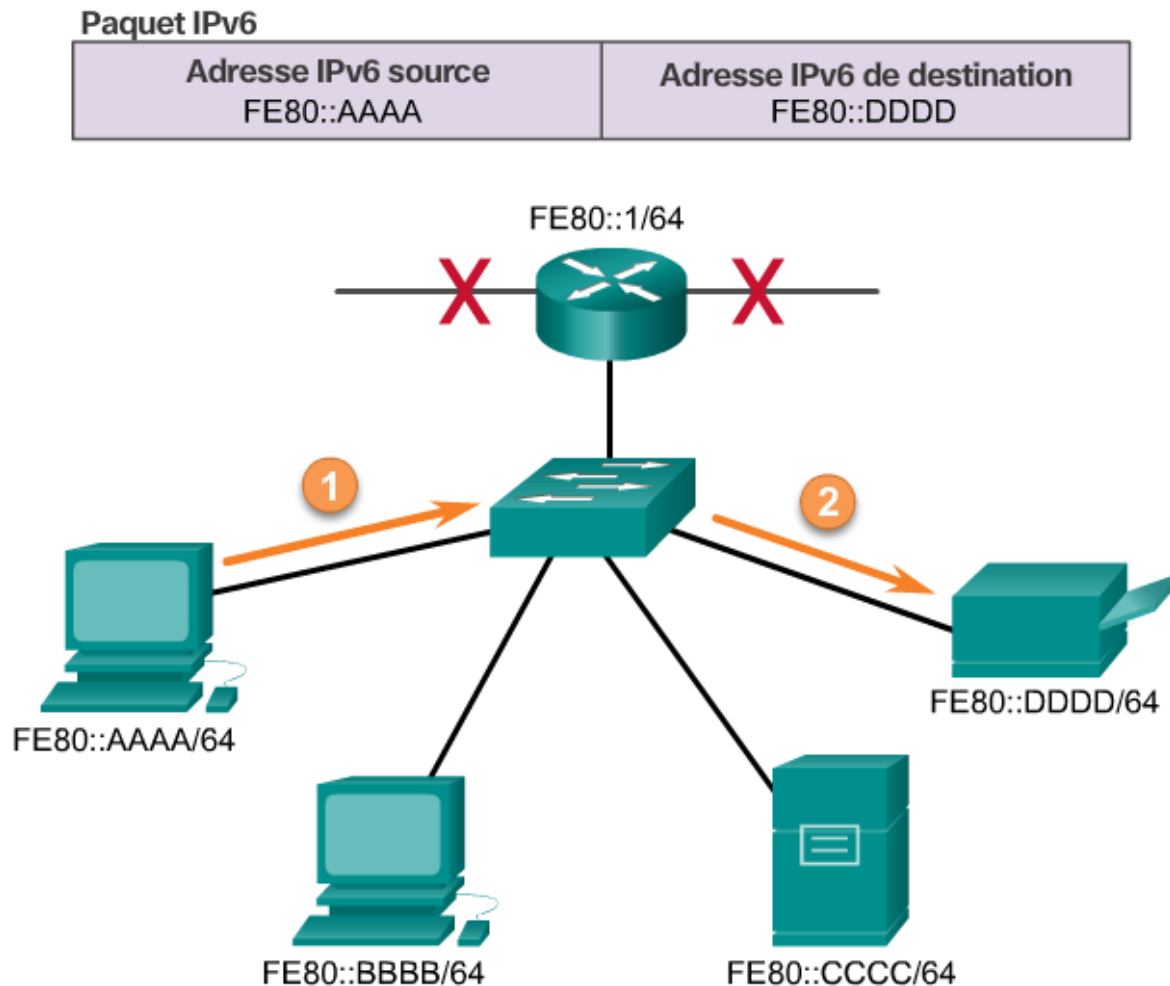 Paquet IPv6
Adresse IPv6 source
FE80::AAAA
Adresse IPv6 de destination
FE80::DDDD
FE80::1/64
X
X
1
2
FE80::AAAA/64
FE80::DDDD/64
FE80::BBBB/64
FE80::CCCC/64